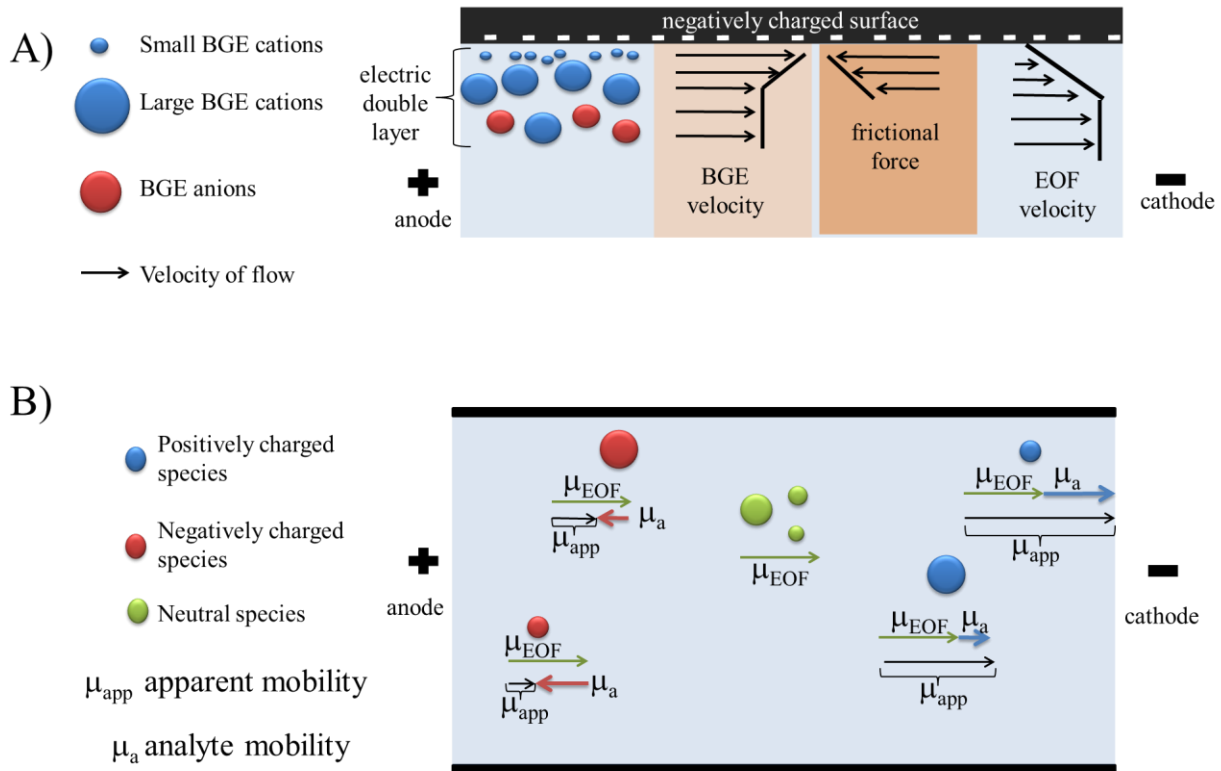 A)
Small BGE cations
Large BGE cations
BGE anions
Velocity of flow
negatively charged surface
electric
double
layer
+
anode
BGE
velocity
frictional
force
EOF
velocity
-
cathode
B)
Positively charged
species
Negatively charged
species
Neutral species
μapp apparent mobility
μa analyte mobility
+
anode
μEOF
μa
μapp
μEOF
μa
μapp
μEOF
μEOF
μa
μapp
μEOF
μa
μapp
-
cathode